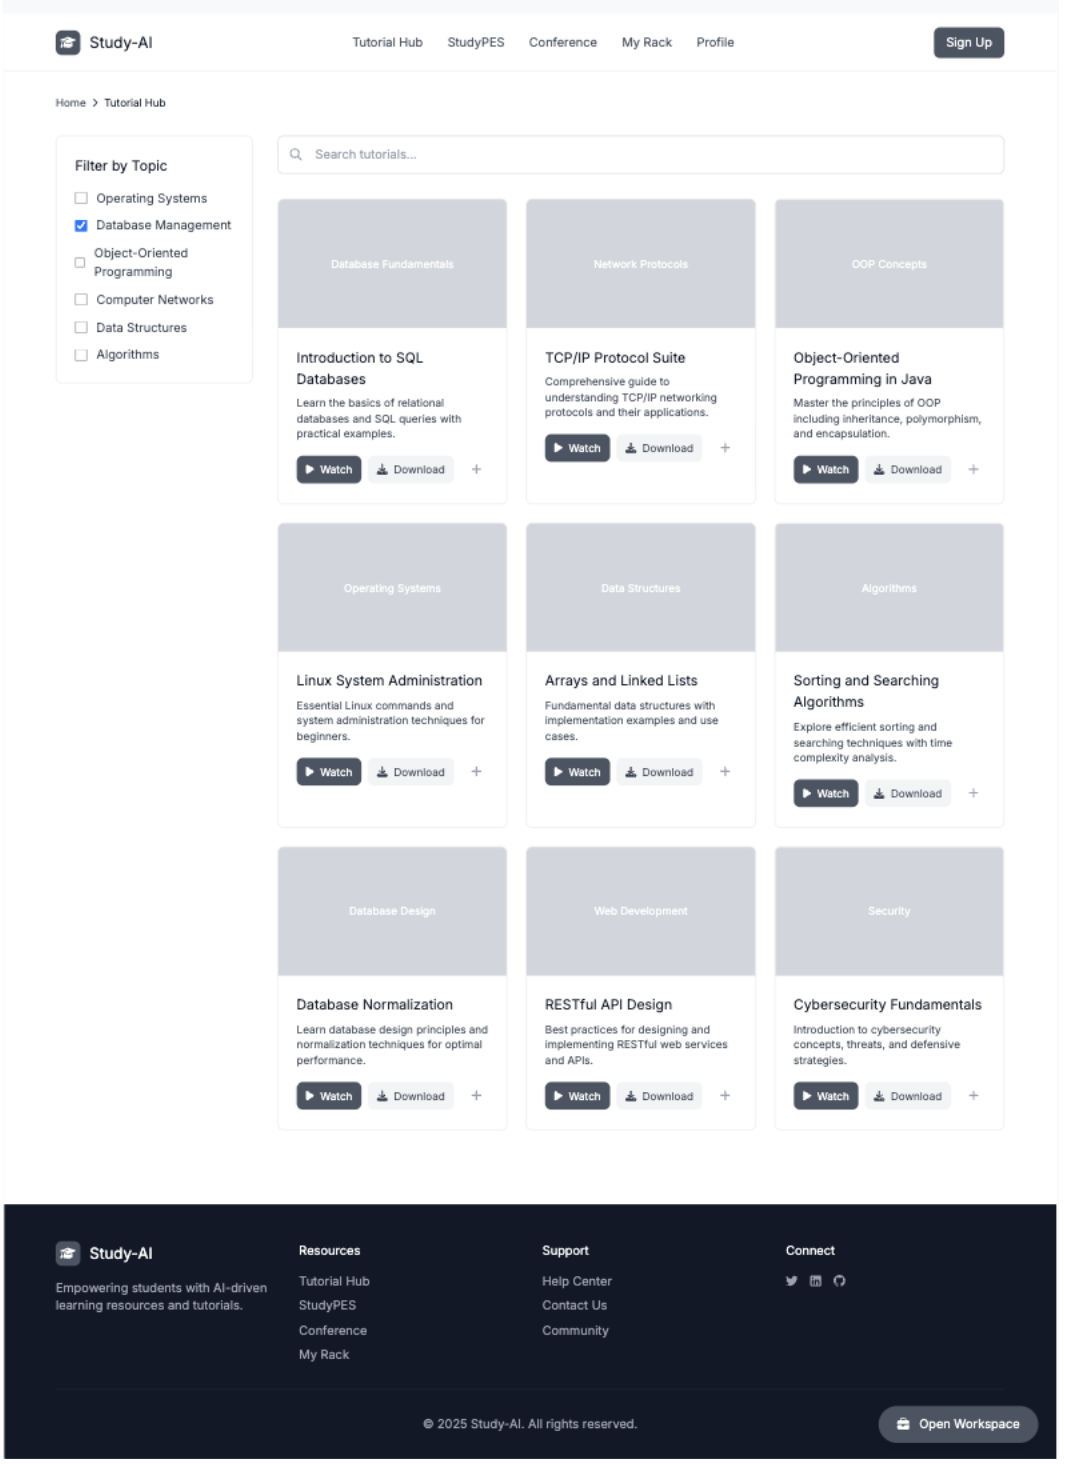 Study-AI
Tutorial Hub
StudyPES
Conference
My Rack
Profile
Sign Up
Home > Tutorial Hub
Filter by Topic
Operating Systems
Database Management
Object-Oriented
Programming
Computer Networks
Data Structures
Algorithms
Search tutorials...
Database Fundamentals
Introduction to SQL
Databases
Learn the basics of relational
databases and SQL queries with
practical examples.
Watch
Download
+
Network Protocols
TCP/IP Protocol Suite
Comprehensive guide to
understanding TCP/IP networking
protocols and their applications.
Watch
Download
+
OOP Concepts
Object-Oriented
Programming in Java
Master the principles of OOP
including inheritance, polymorphism,
and encapsulation.
Watch
Download
+
Operating Systems
Linux System Administration
Essential Linux commands and
system administration techniques for
beginners.
Watch
Download
+
Data Structures
Arrays and Linked Lists
Fundamental data structures with
implementation examples and use
cases.
Watch
Download
+
Algorithms
Sorting and Searching
Algorithms
Explore efficient sorting and
searching techniques with time
complexity analysis.
Watch
Download
+
Database Design
Database Normalization
Learn database design principles and
normalization techniques for optimal
performance.
Watch
Download
+
Web Development
RESTful API Design
Best practices for designing and
implementing RESTful web services
and APIs.
Watch
Download
+
Security
Cybersecurity Fundamentals
Introduction to cybersecurity
concepts, threats, and defensive
strategies.
Watch
Download
+
Study-AI
Empowering students with AI-driven
learning resources and tutorials.
Resources
Tutorial Hub
StudyPES
Conference
My Rack
Support
Help Center
Contact Us
Community
Connect
© 2025 Study-AI. All rights reserved.
Open Workspace